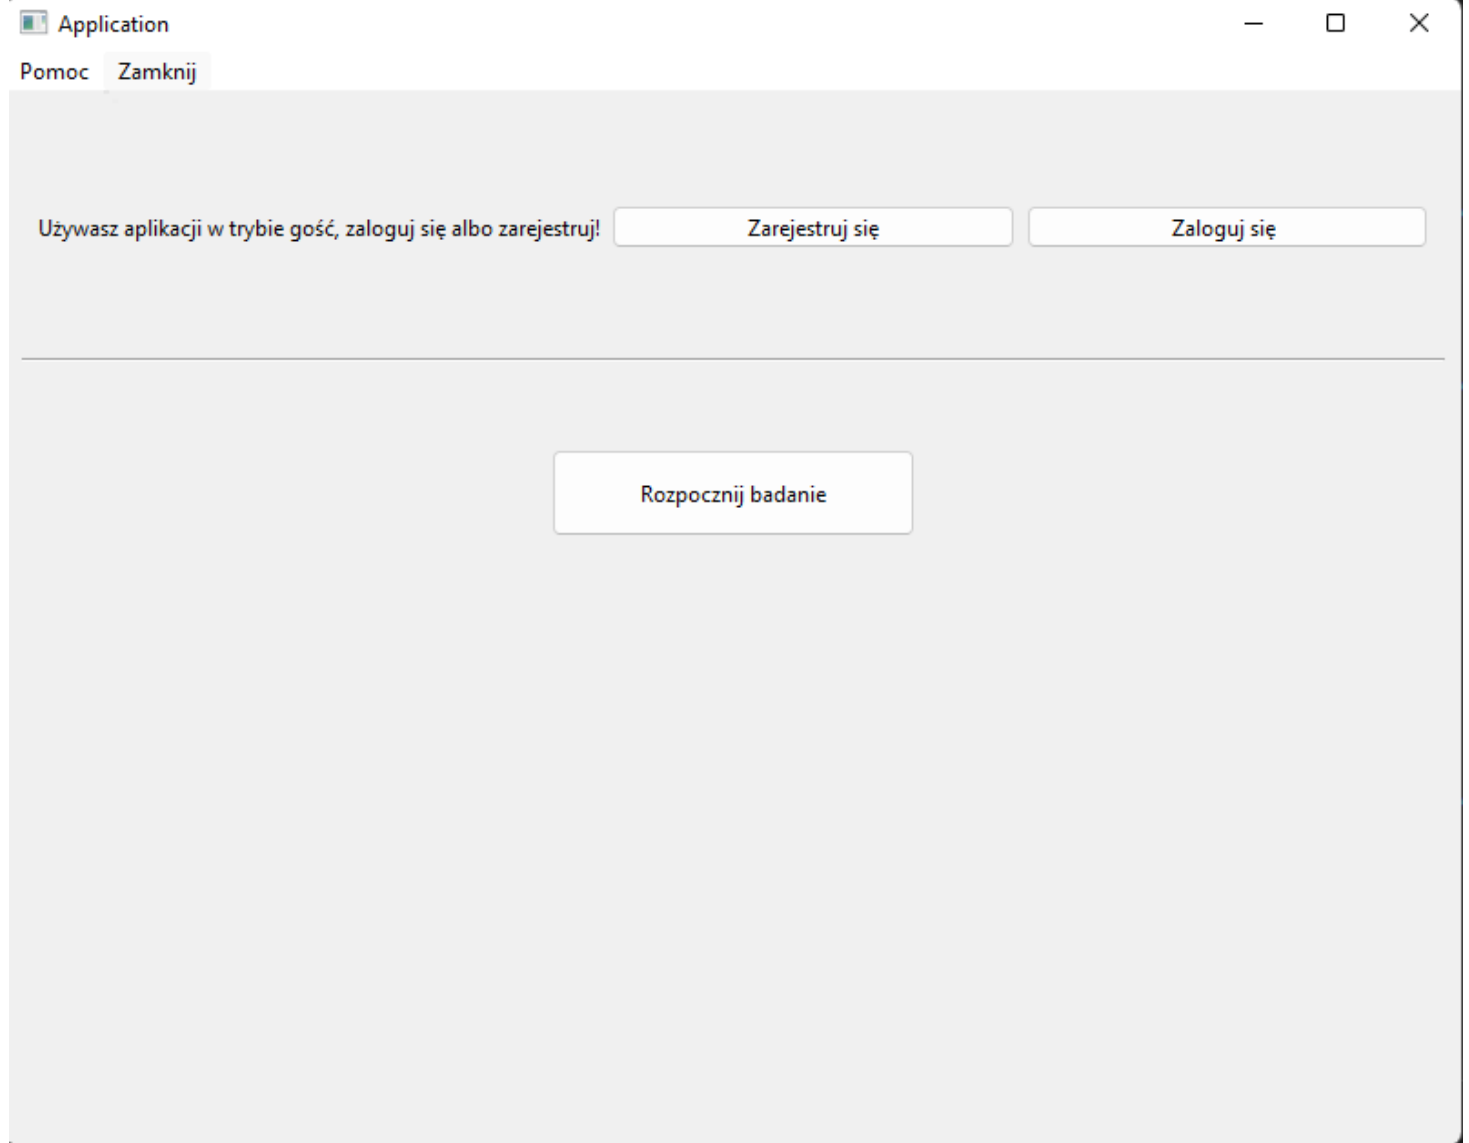 Application
Pomoc Zamknij
Używasz aplikacji w trybie gość, zaloguj się albo zarejestruj! Zarejestruj się Zaloguj się
Rozpocznij badanie